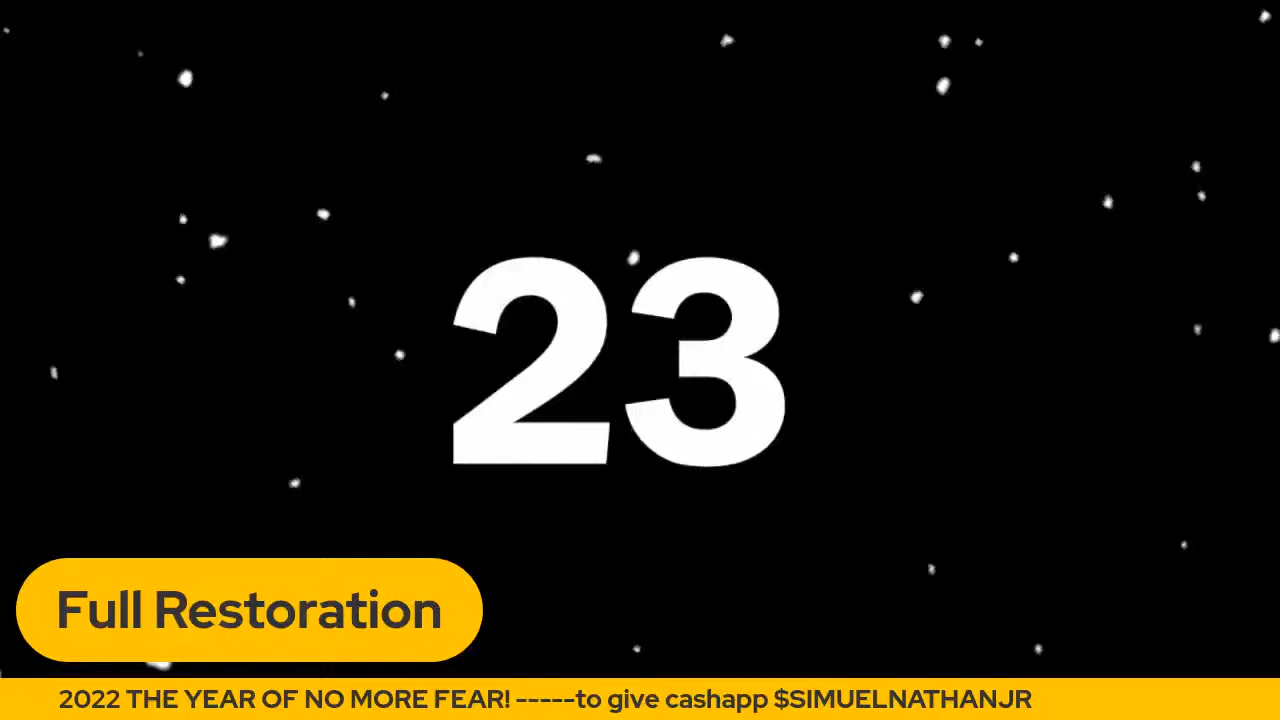 23
Full Restoration
2022 THE YEAR OF NO MORE FEAR! -----to give cashapp $SIMUELNATHANJR